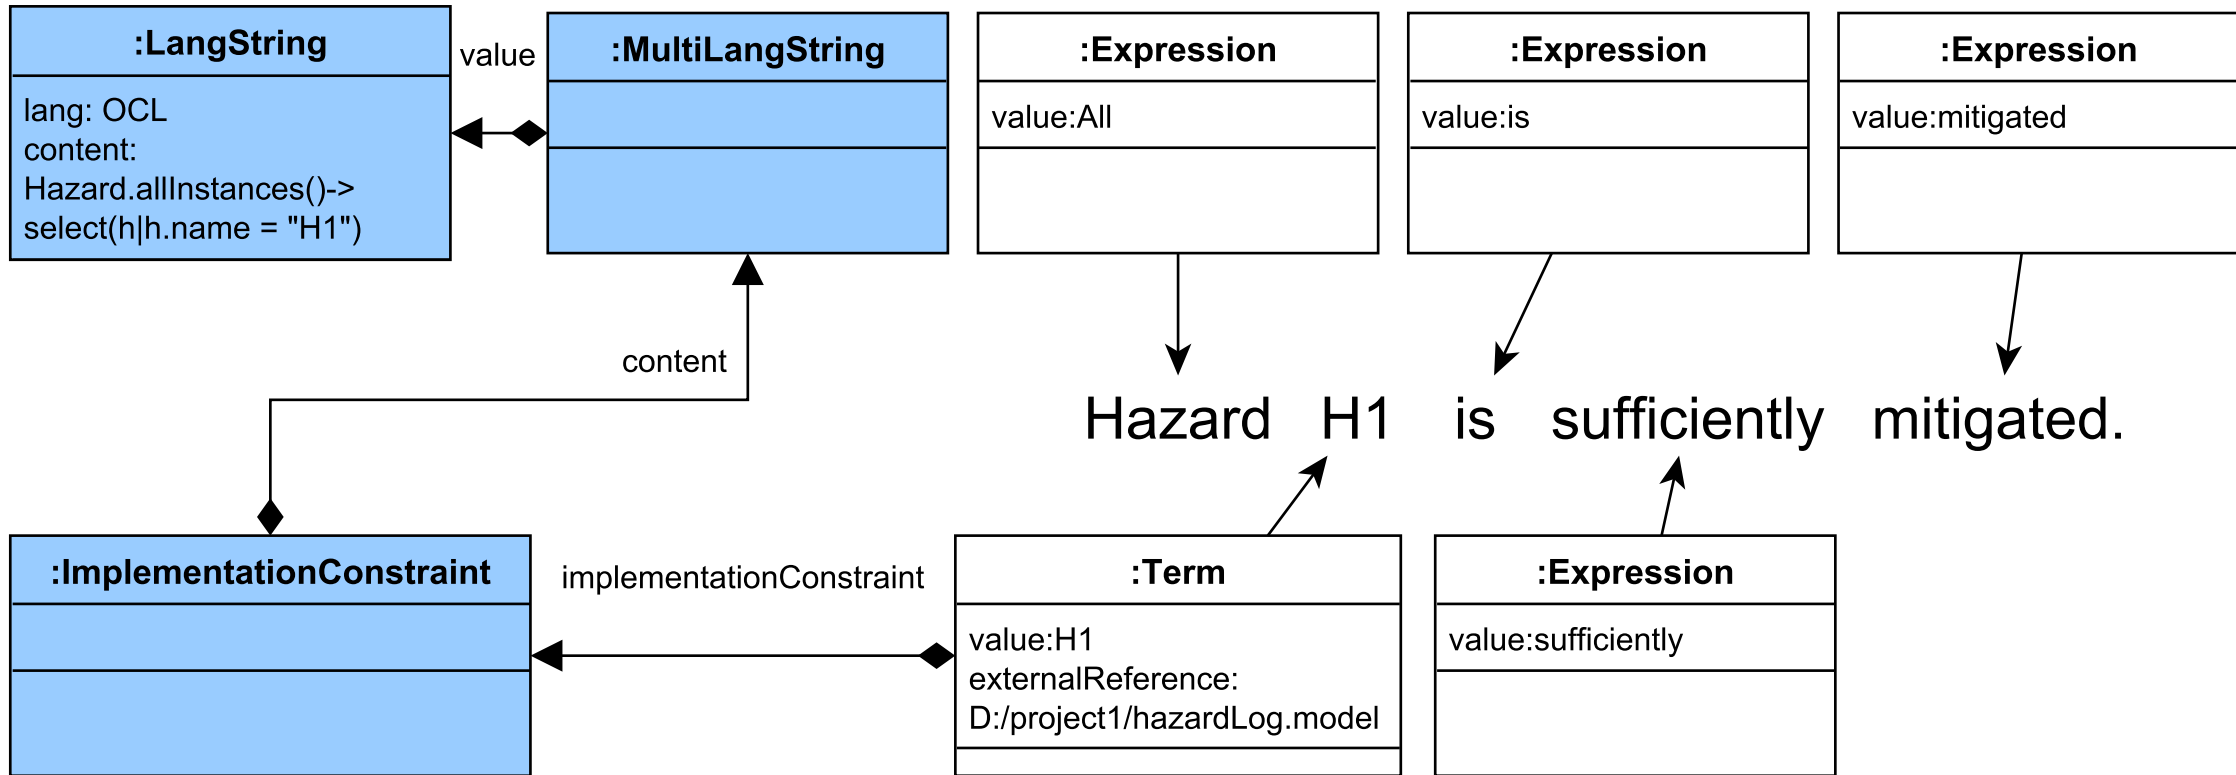 :LangString
lang: OCL
content:
Hazard.allInstances()->
select(h|h.name = "H1")
value
:MultiLangString
:Expression
value:All
:Expression
value:is
:Expression
value:mitigated
content
Hazard H1 is sufficiently mitigated.
:ImplementationConstraint
implementationConstraint
:Term
value:H1
externalReference:
D:/project1/hazardLog.model
:Expression
value:sufficiently